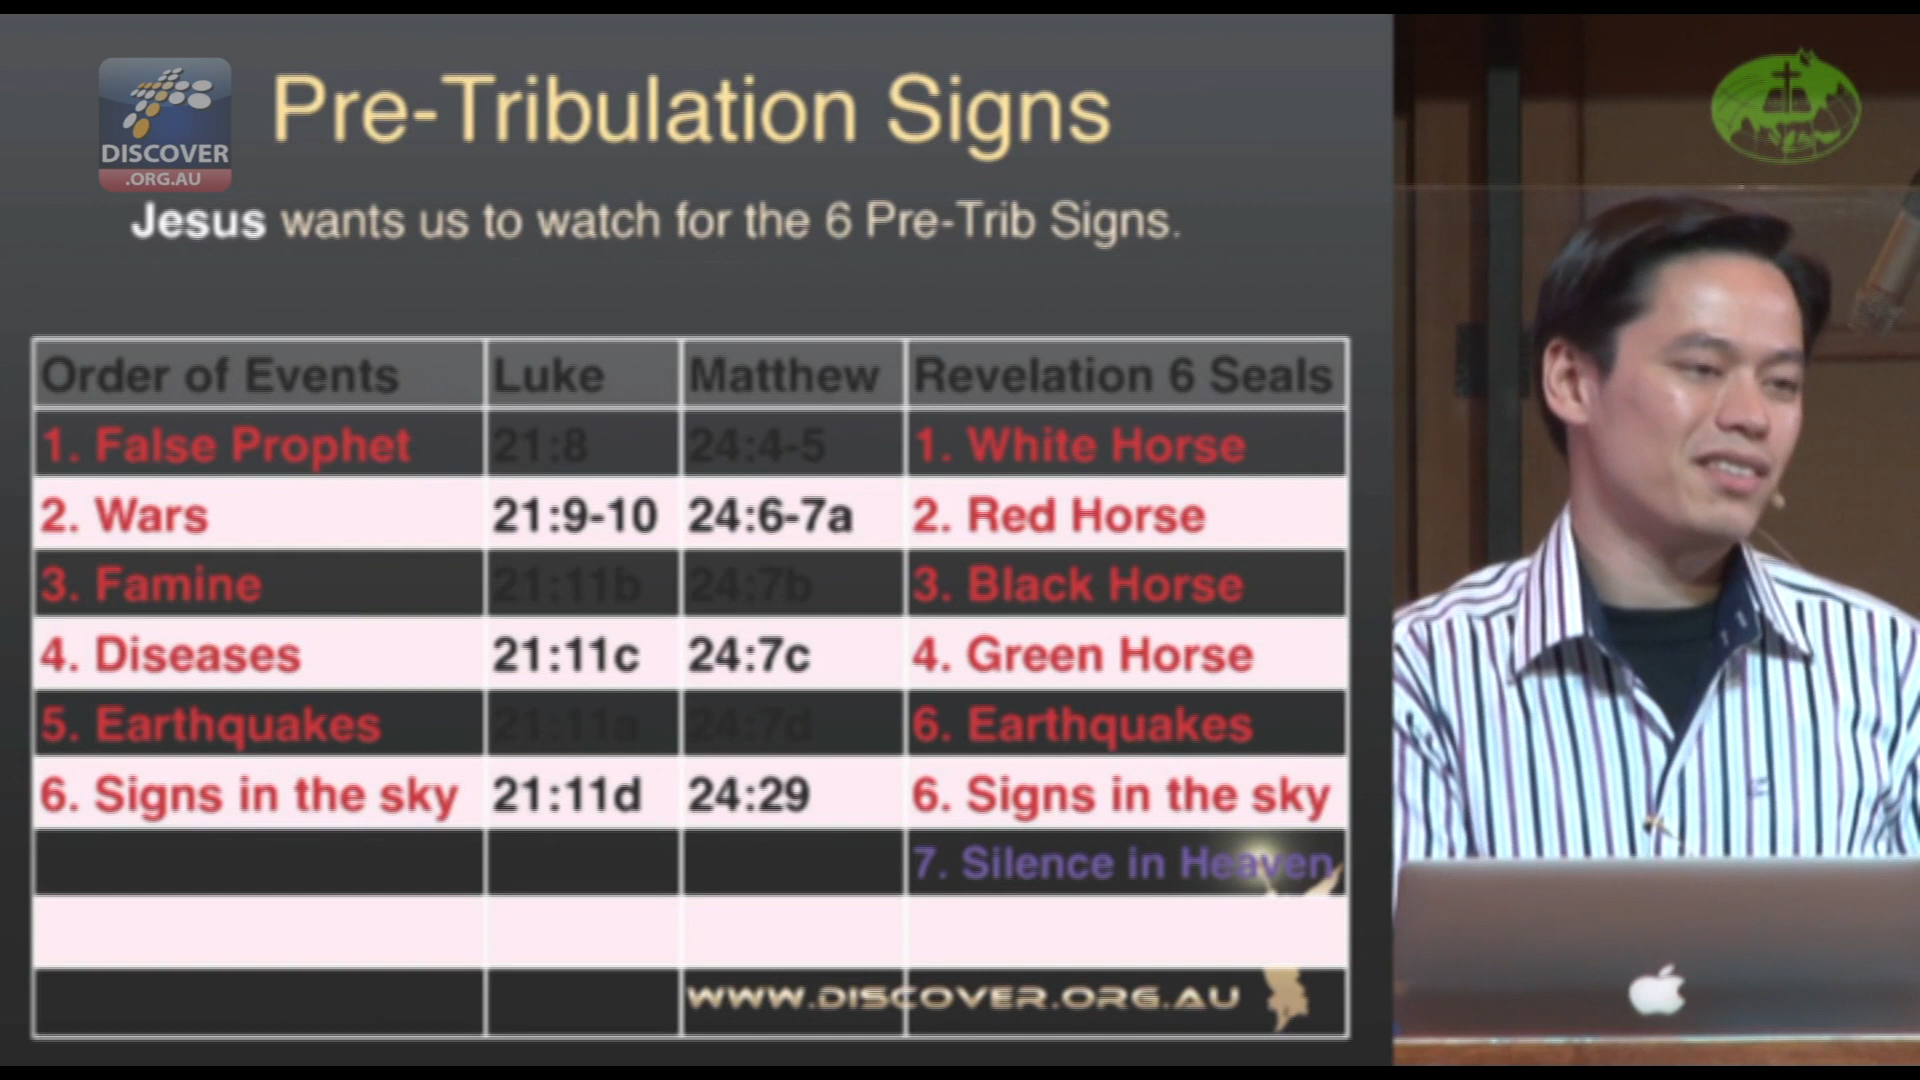 DISCOVER
.ORG.AU
Pre-Tribulation Signs
Jesus wants us to watch for the 6 Pre-Trib Signs.
Order of Events Luke Matthew Revelation 6 Seals
1. False Prophet 21:8 24:4-5 1. White Horse
2. Wars 21:9-10 24:6-7a 2. Red Horse
3. Famine 21:11b 24:7b 3. Black Horse
4. Diseases 21:11c 24:7c 4. Green Horse
5. Earthquakes 21:11a 24:7d 6. Earthquakes
6. Signs in the sky 21:11d 24:29 6. Signs in the sky
7. Silence in Heaven
WWW.DISCOVER.ORG.AU